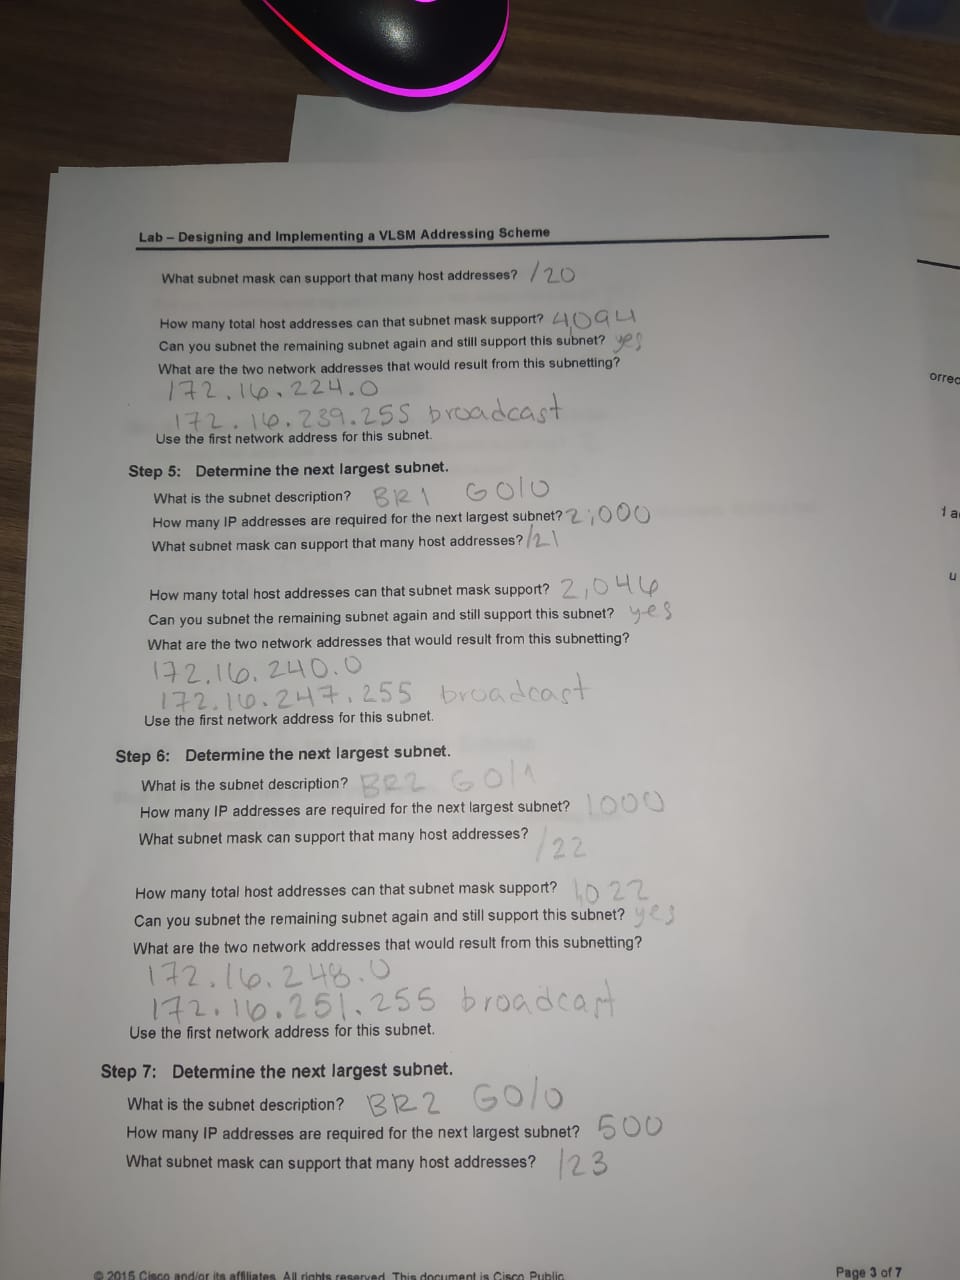 Lab – Designing and Implementing a VLSM Addressing Scheme
What subnet mask can support that many host addresses? /20
How many total host addresses can that subnet mask support? 4094
Can you subnet the remaining subnet again and still support this subnet? yes
What are the two network addresses that would result from this subnetting?
172.16.224.0
172.16.239.255 broadcast
Use the first network address for this subnet.
Step 5: Determine the next largest subnet.
What is the subnet description? BR1 G0/0
How many IP addresses are required for the next largest subnet? 2,000
What subnet mask can support that many host addresses? /21
How many total host addresses can that subnet mask support? 2,046
Can you subnet the remaining subnet again and still support this subnet? yes
What are the two network addresses that would result from this subnetting?
172.16.240.0
172.16.247.255 broadcast
Use the first network address for this subnet.
Step 6: Determine the next largest subnet.
What is the subnet description? BR2 G0/1
How many IP addresses are required for the next largest subnet? 1000
What subnet mask can support that many host addresses?
/22
How many total host addresses can that subnet mask support? 1,022
Can you subnet the remaining subnet again and still support this subnet? yes
What are the two network addresses that would result from this subnetting?
172.16.248.0
172.16.251.255 broadcast
Use the first network address for this subnet.
Step 7: Determine the next largest subnet.
What is the subnet description? BR2 G0/0
How many IP addresses are required for the next largest subnet? 500
What subnet mask can support that many host addresses? /23
© 2015 Cisco and/or its affiliates. All rights reserved. This document is Cisco Public.
Page 3 of 7